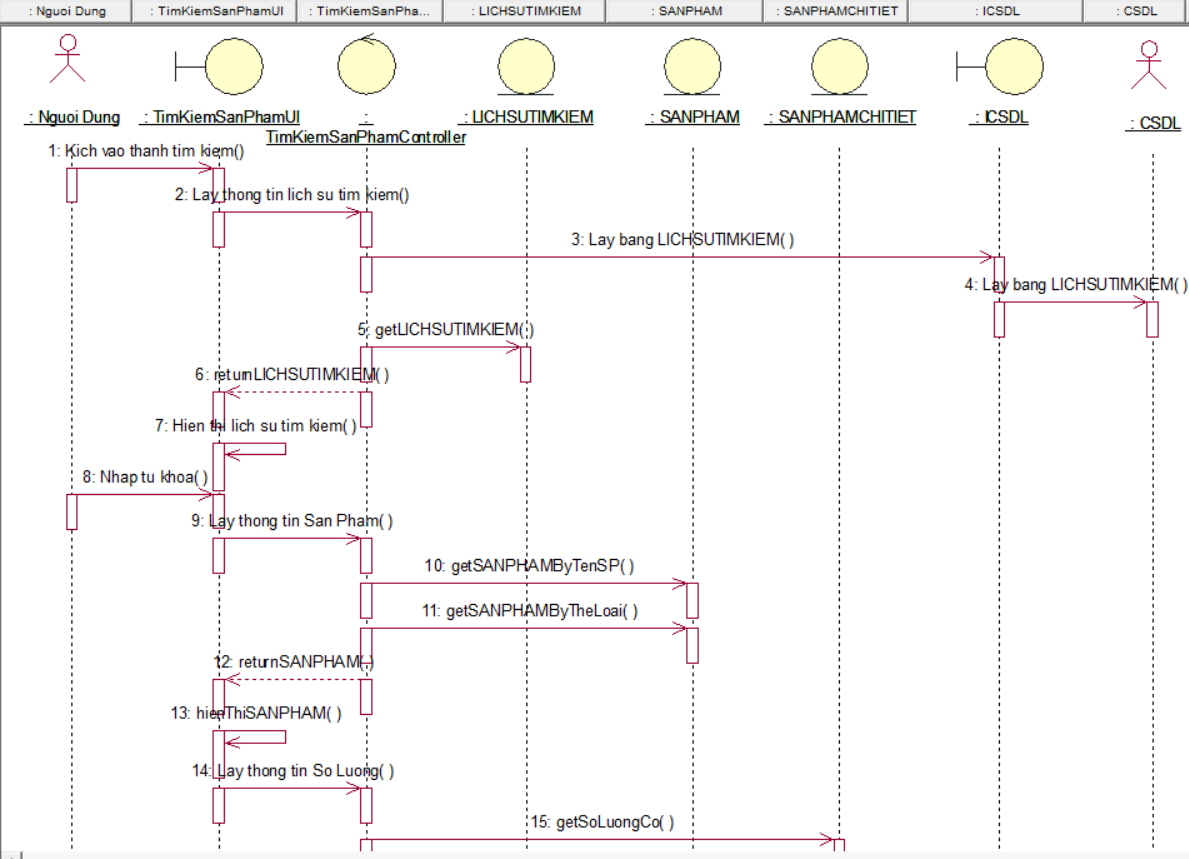 : Nguoi Dung
: TimKiemSanPhamUI
: TimKiemSanPha...
: LICHSUTIMKIEM
: SANPHAM
: SANPHAMCHITIET
: ICSDL
: CSDL
: Nguoi Dung
: TimKiemSanPhamUI
:
TimKiemSanPhamController
: LICHSUTIMKIEM
: SANPHAM
: SANPHAMCHITIET
: ICSDL
: CSDL
1: Kich vao thanh tim kiem()
2: Lay thong tin lich su tim kiem()
3: Lay bang LICHSUTIMKIEM( )
4: Lay bang LICHSUTIMKIEM( )
5: getLICHSUTIMKIEM( )
6: returnLICHSUTIMKIEM( )
7: Hien thi lich su tim kiem( )
8: Nhap tu khoa( )
9: Lay thong tin San Pham( )
10: getSANPHAMByTenSP( )
11: getSANPHAMByTheLoai( )
12: returnSANPHAM( )
13: hienThiSANPHAM( )
14: Lay thong tin So Luong( )
15: getSoLuongCo( )